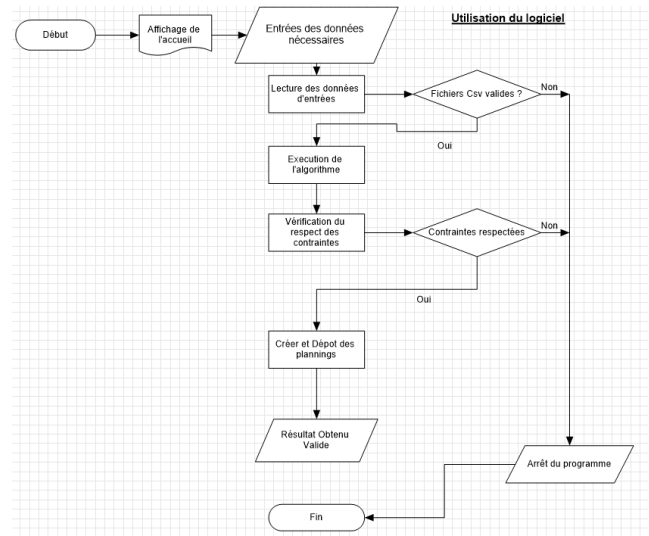 Utilisation du logiciel
Début
Affichage de
l'accueil
Entrées des données
nécessaires
Lecture des données
d'entrées
Fichiers Csv valides ?
Non
Oui
Execution de
l'algorithme
Vérification du
respect des
contraintes
Contraintes respectées
Non
Oui
Créer et Dépot des
plannings
Résultat Obtenu
Valide
Arrêt du programme
Fin